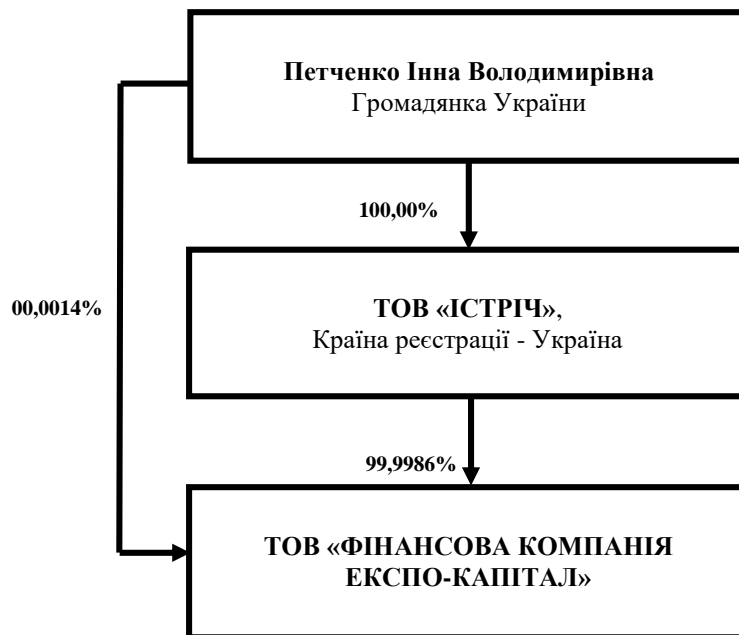 Петченко Інна Володимирівна
Громадянка України
100,00%
00,0014%
ТОВ «ІСТРІЧ»,
Країна реєстрації - Україна
99,9986%
ТОВ «ФІНАНСОВА КОМПАНІЯ
ЕКСПО-КАПІТАЛ»